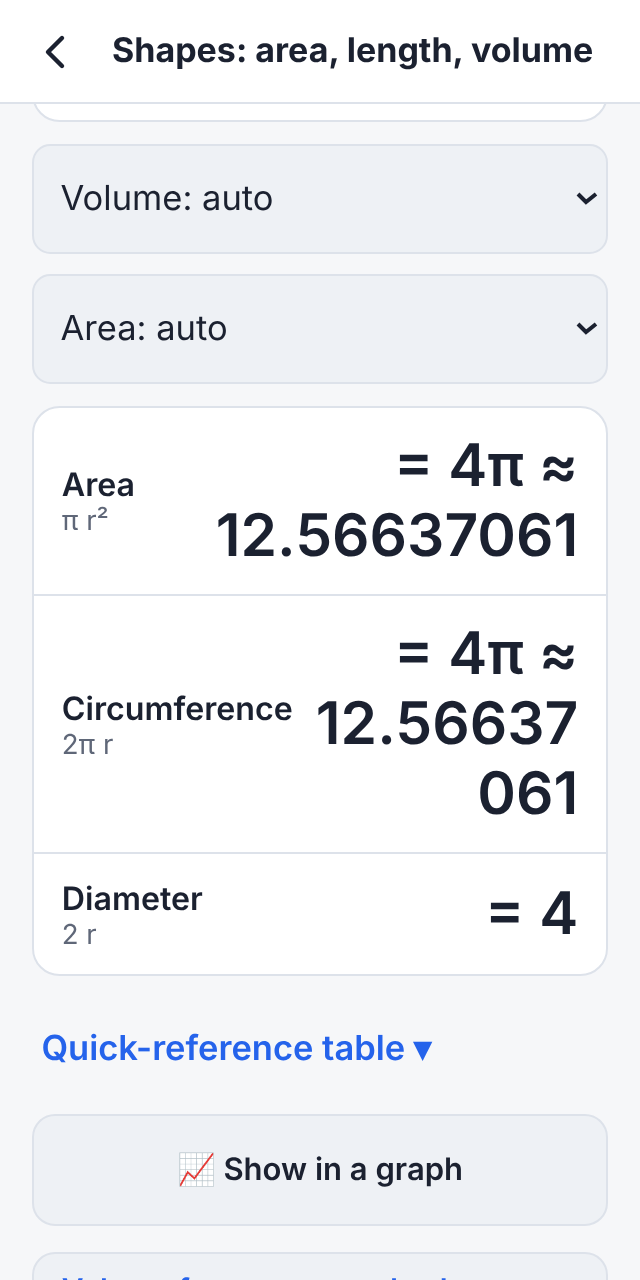 Shapes: area, length, volume
Volume: auto
Area: auto
Area
π r²
= 4π ≈
12.56637061
Circumference
2π r
= 4π ≈
12.56637
061
Diameter
2 r
= 4
Quick-reference table ▾
📈 Show in a graph